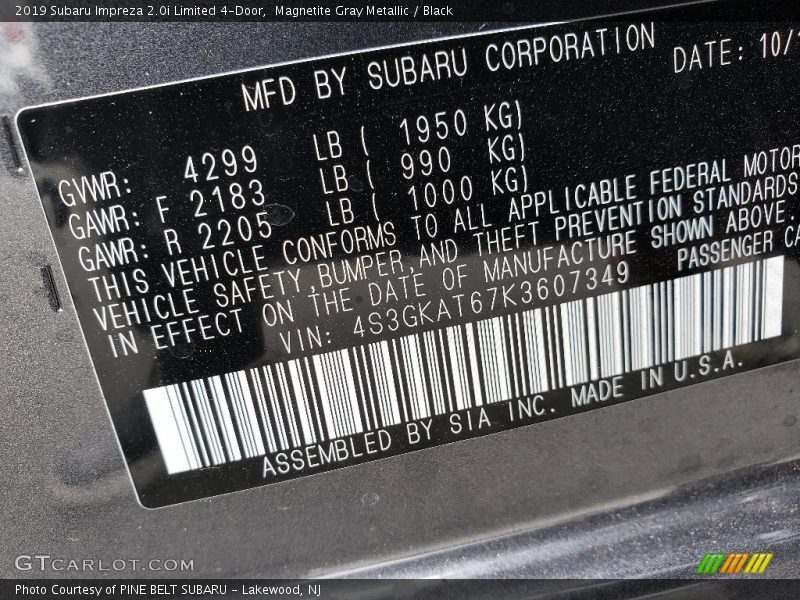 2019 Subaru Impreza 2.0i Limited 4-Door,  Magnetite Gray Metallic / Black
MFD BY SUBARU CORPORATION DATE: 10/
GVWR: 4299 LB ( 1950 KG)
GAWR: F 2183 LB ( 990 KG)
GAWR: R 2205 LB ( 1000 KG)
THIS VEHICLE CONFORMS TO ALL APPLICABLE FEDERAL MOTOR
VEHICLE SAFETY,BUMPER,AND THEFT PREVENTION STANDARDS
IN EFFECT ON THE DATE OF MANUFACTURE SHOWN ABOVE.
VIN: 4S3GKAT67K3607349 PASSENGER CA
ASSEMBLED BY SIA INC. MADE IN U.S.A.
GTCARLOT.COM
Photo Courtesy of PINE BELT SUBARU - Lakewood, NJ